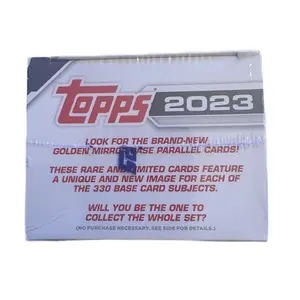 TOPPS 2023
LOOK FOR THE BRAND-NEW
GOLDEN MIRROR BASE PARALLEL CARDS!
THESE RARE AND LIMITED CARDS FEATURE
A UNIQUE AND NEW IMAGE FOR EACH OF
THE 330 BASE CARD SUBJECTS.
WILL YOU BE THE ONE TO
COLLECT THE WHOLE SET?
(NO PURCHASE NECESSARY. SEE SIDE FOR DETAILS.)